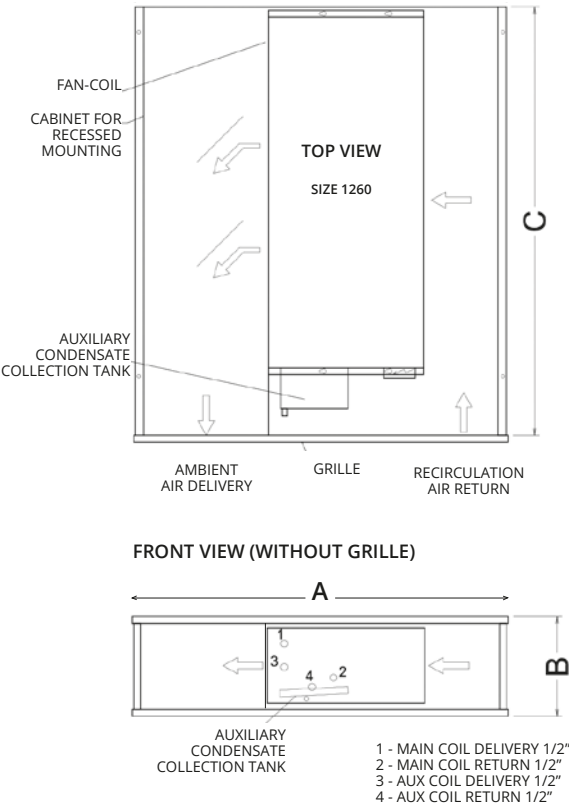 FAN-COIL
CABINET FOR
RECESSED
MOUNTING
TOP VIEW
SIZE 1260
C
AUXILIARY
CONDENSATE
COLLECTION TANK
AMBIENT
AIR DELIVERY
GRILLE
RECIRCULATION
AIR RETURN
FRONT VIEW (WITHOUT GRILLE)
A
1
3
4
2
B
AUXILIARY
CONDENSATE
COLLECTION TANK
1 - MAIN COIL DELIVERY 1/2”
2 - MAIN COIL RETURN 1/2”
3 - AUX COIL DELIVERY 1/2”
4 - AUX COIL RETURN 1/2”